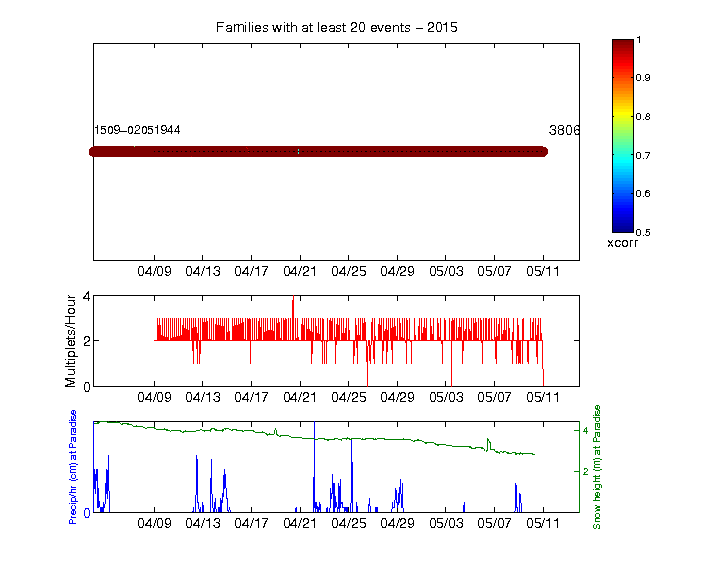 Families with at least 20 events − 2015
1509−02051944
3806
04/09 04/13 04/17 04/21 04/25 04/29 05/03 05/07 05/11
1
0.9
0.8
0.7
0.6
0.5
xcorr
Multiplets/Hour
4
2
0
04/09 04/13 04/17 04/21 04/25 04/29 05/03 05/07 05/11
Precip/hr (cm) at Paradise
0
4
2
Snow height (m) at Paradise
04/09 04/13 04/17 04/21 04/25 04/29 05/03 05/07 05/11